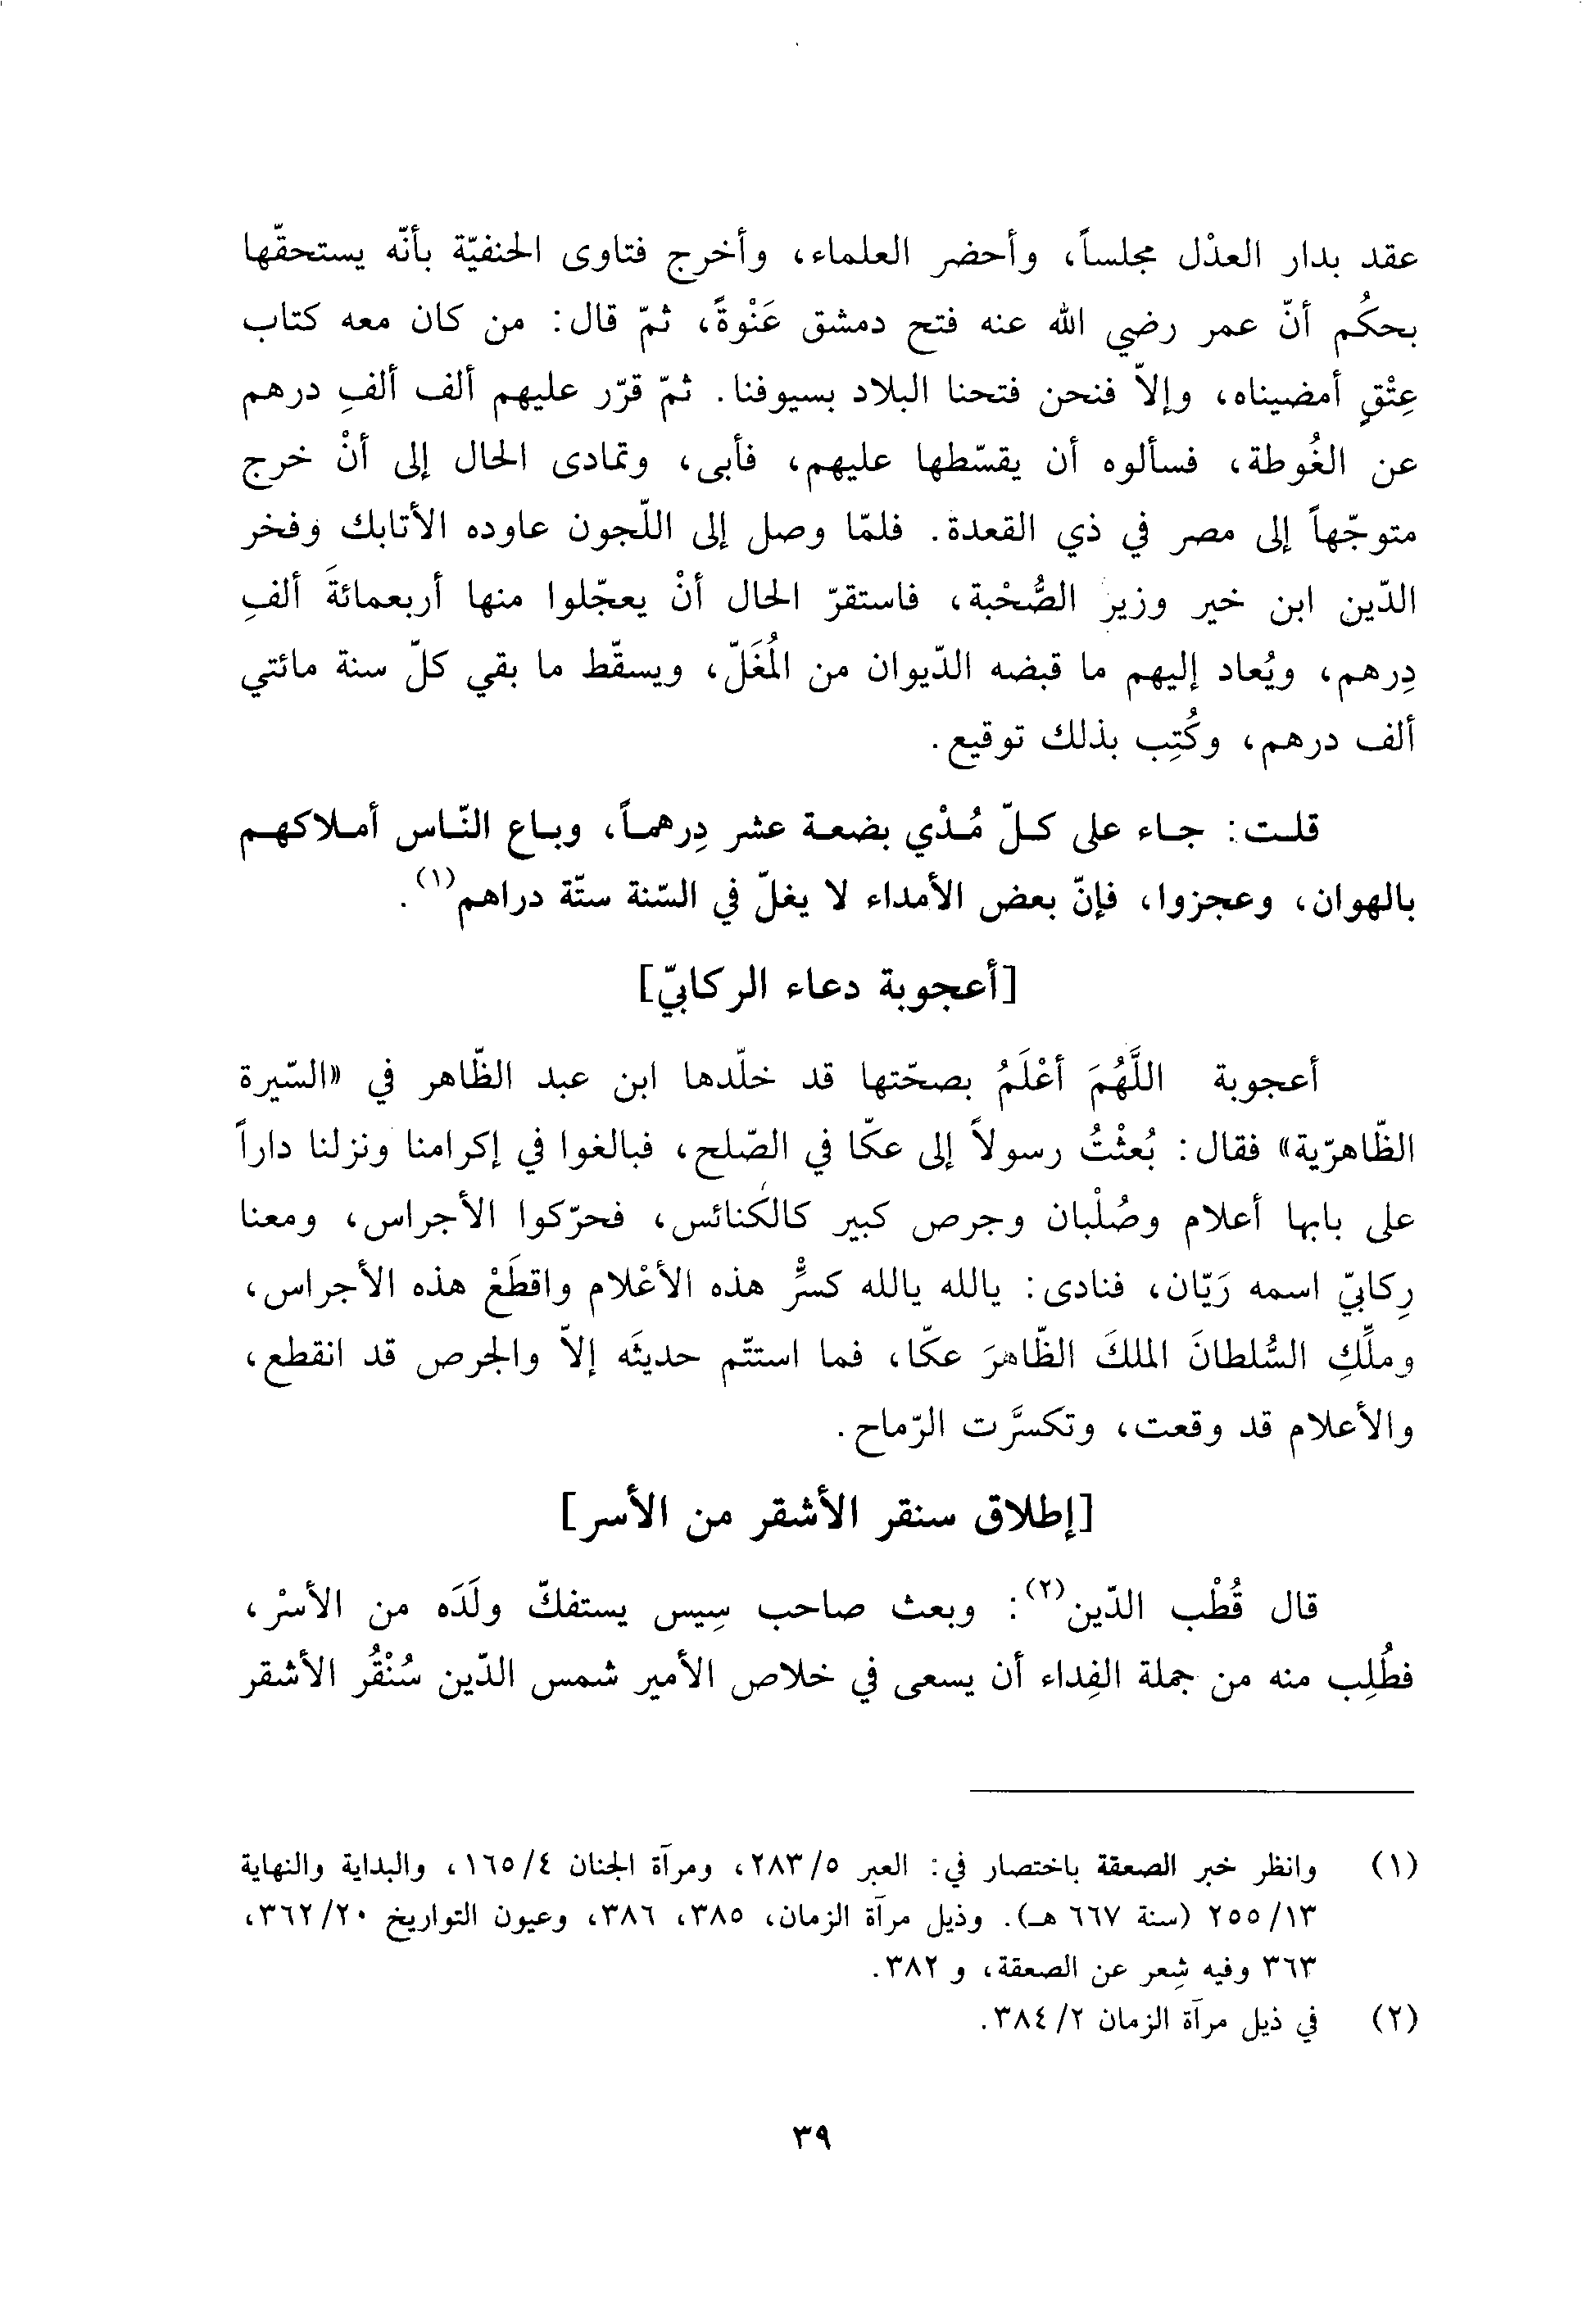 عقد بدار العدْل مجلساً، وأحضر العلماء، وأخرج فتاوى الحنفيّة بأنّه يستحقّها
بحكُم أنّ عمر رضي الله عنه فتح دمشق عَنْوةً، ثمّ قال: من كان معه كتاب
عِتْقٍ أمضيناه، وإلاّ فنحن فتحنا البلاد بسيوفنا. ثمّ قرّر عليهم ألف ألفِ درهم
عن الغُوطة، فسألوه أن يقسّطها عليهم، فأبى، وتمادى الحال إلى أنْ خرج
متوجّهاً إلى مصر في ذي القعدة. فلمّا وصل إلى اللّجون عاوده الأتابك وفخر
الدّين ابن خير وزير الصُّحْبة، فاستقرّ الحال أنْ يعجّلوا منها أربعمائةَ ألفِ
دِرهم، ويُعاد إليهم ما قبضه الدّيوان من المُغَلّ، ويسقّط ما بقي كلّ سنة مائتي
ألف درهم، وكُتِب بذلك توقيع.
قلت: جاء على كلّ مُدْي بضعة عشر دِرهماً، وباع النّاس أملاكهم
بالهوان، وعجزوا، فإنّ بعض الأمداء لا يغلّ في السّنة ستّة دراهم(١).
[أعجوبة دعاء الركابيّ]
أعجوبة اللَّهُمَ أعْلَمُ بصحّتها قد خلّدها ابن عبد الظّاهر في «السّيرة
الظّاهرّية» فقال: بُعثْتُ رسولاً إلى عكّا في الصّلح، فبالغوا في إكرامنا ونزلنا داراً
على بابها أعلام وصُلْبان وجرص كبير كالكنائس، فحرّكوا الأجراس، ومعنا
رِكابيّ اسمه رَيّان، فنادى: يالله يالله كسرِّْ هذه الأعْلام واقطَعْ هذه الأجراس،
وملِّكِ السُّلطانَ الملكَ الظّاهرَ عكّا، فما استتّم حديثَه إلاّ والجرص قد انقطع،
والأعلام قد وقعت، وتكسرَّت الرّماح.
[إطلاق سنقر الأشقر من الأسر]
قال قُطْب الدّين(٢): وبعث صاحب سِيس يستفكّ ولَدَه من الأسرْ،
فطُلِب منه من جملة الفِداء أن يسعى في خلاص الأمير شمس الدّين سُنْقُر الأشقر
(١) وانظر خبر الصعقة باختصار في: العبر ٥/٢٨٣، ومرآة الجنان ٤/١٦٥، والبداية والنهاية
١٣/٢٥٥ (سنة ٦٦٧ هـ). وذيل مرآة الزمان، ٣٨٥، ٣٨٦، وعيون التواريخ ٢٠/٣٦٢،
٣٦٣ وفيه شِعر عن الصعقة، و ٣٨٢.
(٢) في ذيل مرآة الزمان ٢/٣٨٤.
٣٩